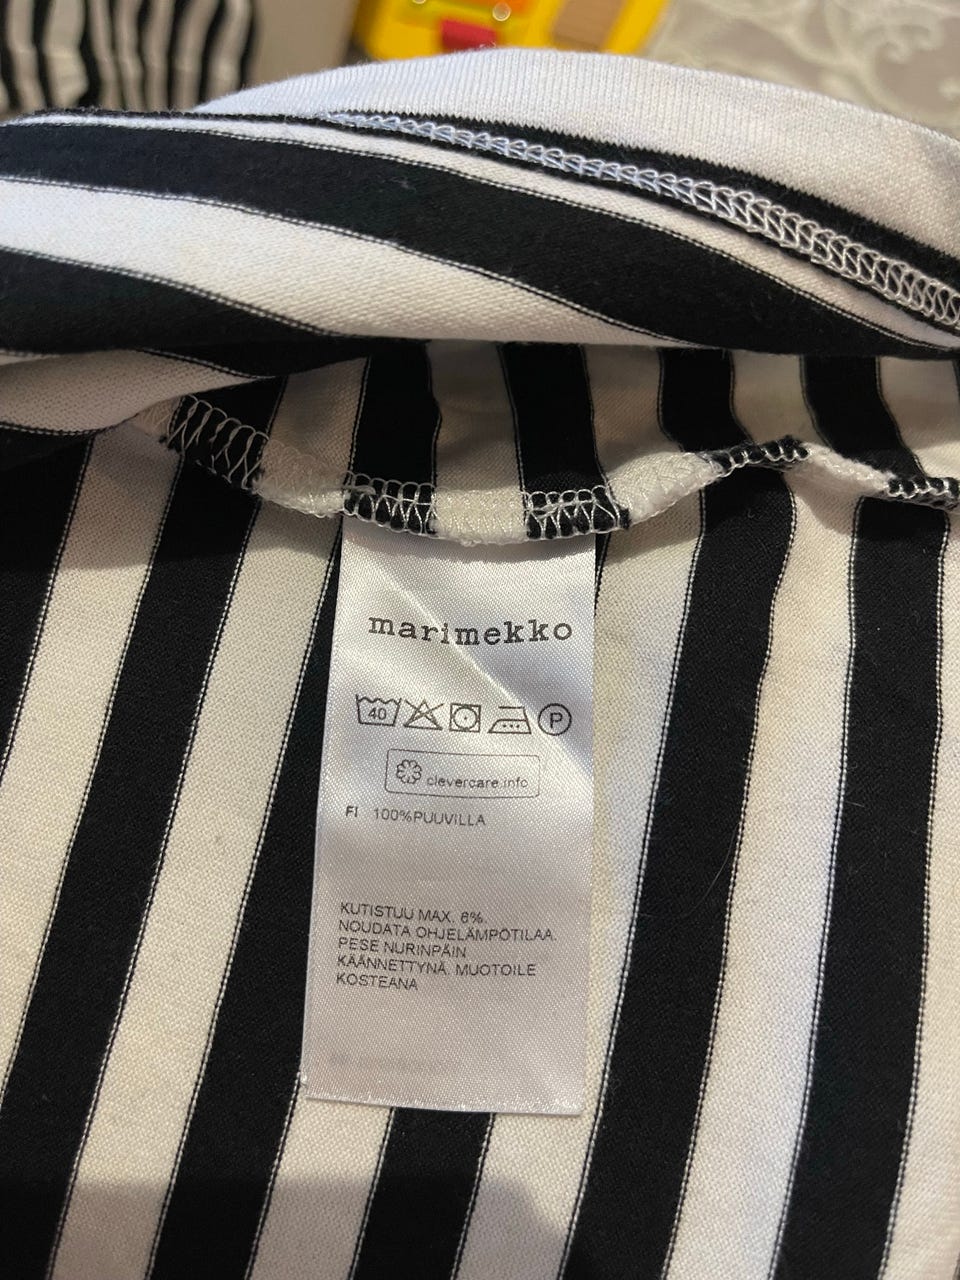 marimekko
40 P
clevercare.info
FI 100%PUUVILLA
KUTISTUU MAX. 6%.
NOUDATA OHJELÄMPÖTILAA.
PESE NURINPÄIN
KÄÄNNETTYNÄ. MUOTOILE
KOSTEANA